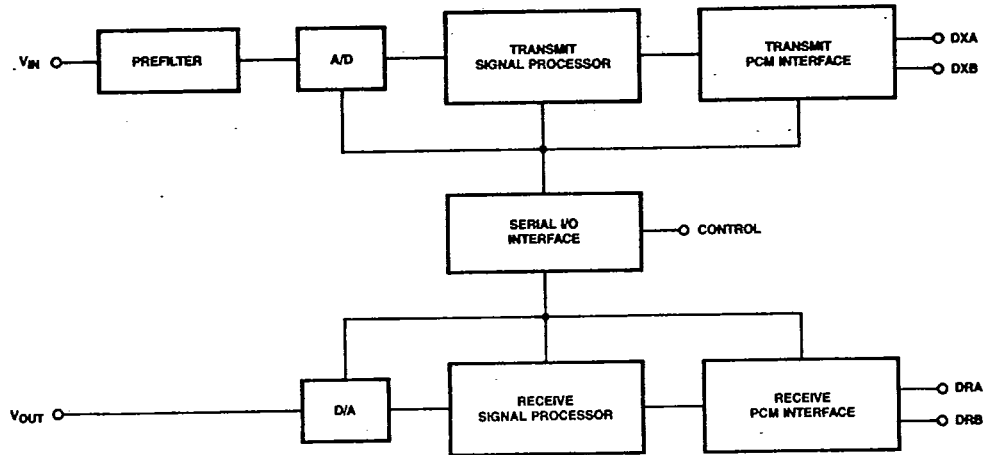 VIN
PREFILTER
A/D
TRANSMIT
SIGNAL PROCESSOR
TRANSMIT
PCM INTERFACE
DXA
DXB
SERIAL I/O
INTERFACE
CONTROL
VOUT
D/A
RECEIVE
SIGNAL PROCESSOR
RECEIVE
PCM INTERFACE
DRA
DRB